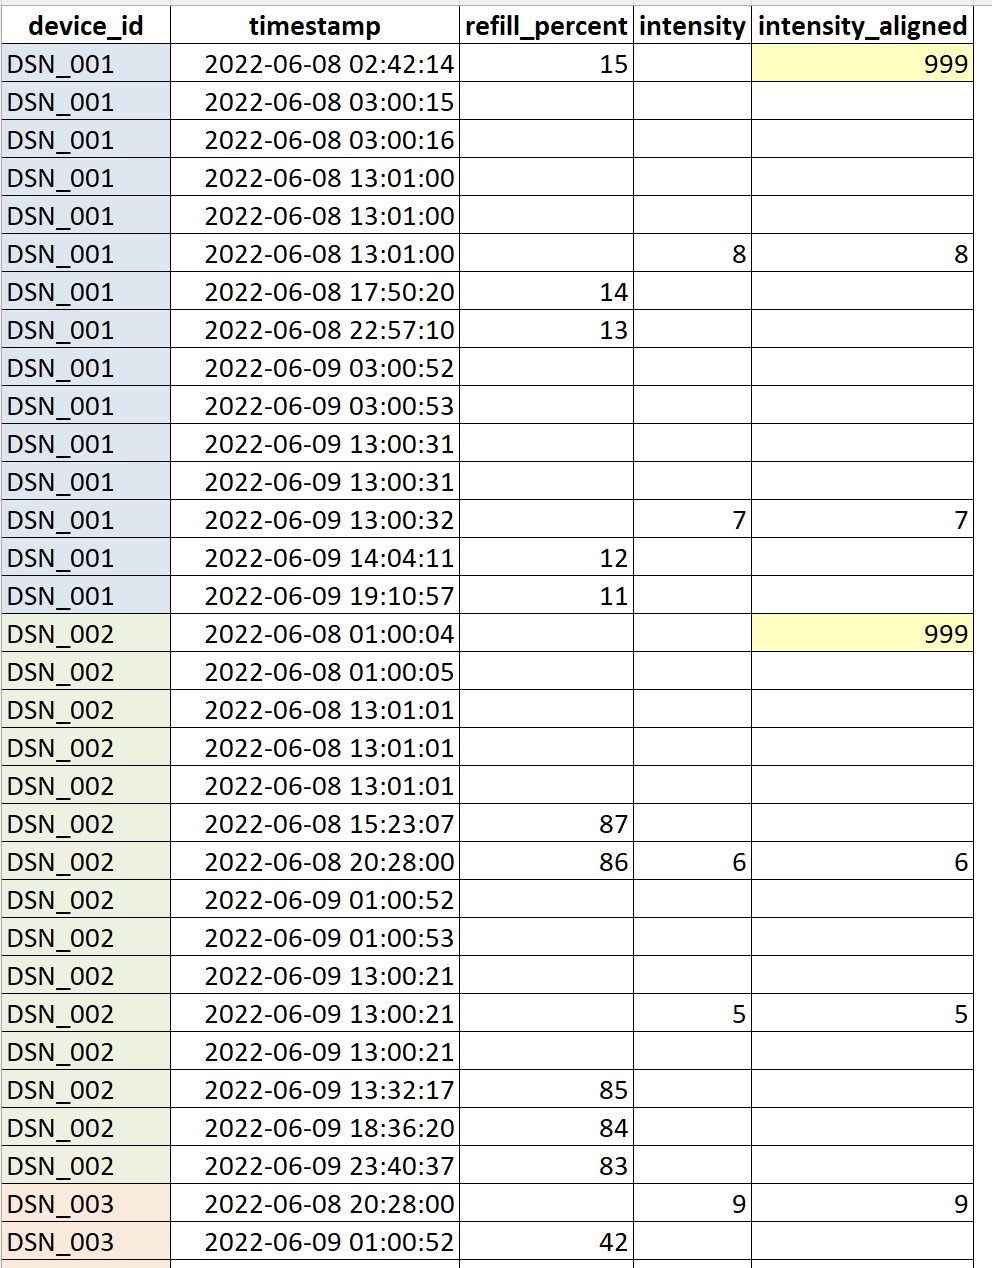 device_id timestamp refill_percent intensity intensity_aligned
DSN_001 2022-06-08 02:42:14 15 999
DSN_001 2022-06-08 03:00:15
DSN_001 2022-06-08 03:00:16
DSN_001 2022-06-08 13:01:00
DSN_001 2022-06-08 13:01:00
DSN_001 2022-06-08 13:01:00 8 8
DSN_001 2022-06-08 17:50:20 14
DSN_001 2022-06-08 22:57:10 13
DSN_001 2022-06-09 03:00:52
DSN_001 2022-06-09 03:00:53
DSN_001 2022-06-09 13:00:31
DSN_001 2022-06-09 13:00:31
DSN_001 2022-06-09 13:00:32 7 7
DSN_001 2022-06-09 14:04:11 12
DSN_001 2022-06-09 19:10:57 11
DSN_002 2022-06-08 01:00:04 999
DSN_002 2022-06-08 01:00:05
DSN_002 2022-06-08 13:01:01
DSN_002 2022-06-08 13:01:01
DSN_002 2022-06-08 13:01:01
DSN_002 2022-06-08 15:23:07 87
DSN_002 2022-06-08 20:28:00 86 6 6
DSN_002 2022-06-09 01:00:52
DSN_002 2022-06-09 01:00:53
DSN_002 2022-06-09 13:00:21
DSN_002 2022-06-09 13:00:21 5 5
DSN_002 2022-06-09 13:00:21
DSN_002 2022-06-09 13:32:17 85
DSN_002 2022-06-09 18:36:20 84
DSN_002 2022-06-09 23:40:37 83
DSN_003 2022-06-08 20:28:00 9 9
DSN_003 2022-06-09 01:00:52 42